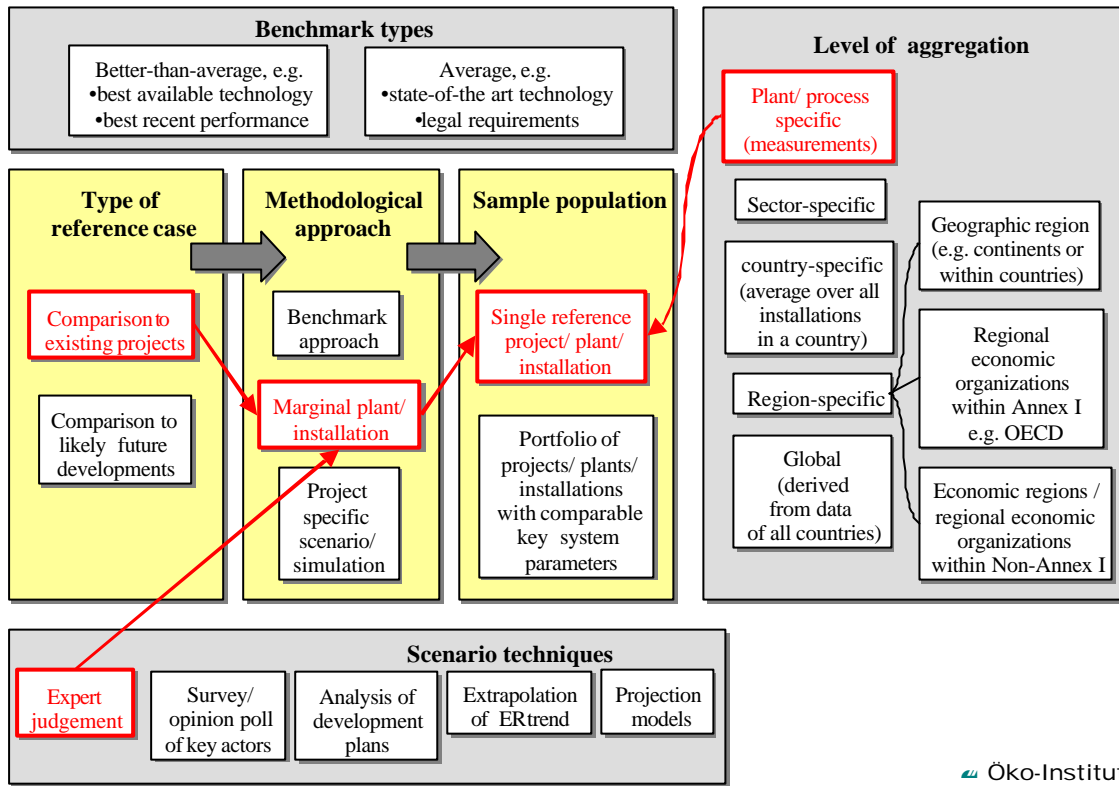 Benchmark types
Better-than-average, e.g.
•best available technology
•best recent performance
Average, e.g.
•state-of-the art technology
•legal requirements
Type of
reference case
Comparison to
existing projects
Comparison to
likely future
developments
Methodological
approach
Benchmark
approach
Marginal plant/
installation
Project
specific
scenario/
simulation
Sample population
Single reference
project/ plant/
installation
Portfolio of
projects/ plants/
installations
with comparable
key system
parameters
Level of aggregation
Plant/ process
specific
(measurements)
Sector-specific
country-specific
(average over all
installations
in a country)
Region-specific
Global
(derived
from data
of all countries)
Geographic region
(e.g. continents or
within countries)
Regional
economic
organizations
within Annex I
e.g. OECD
Economic regions /
regional economic
organizations
within Non-Annex I
Scenario techniques
Expert
judgement
Survey/
opinion poll
of key actors
Analysis of
development
plans
Extrapolation
of ERtrend
Projection
models
Öko-Institut